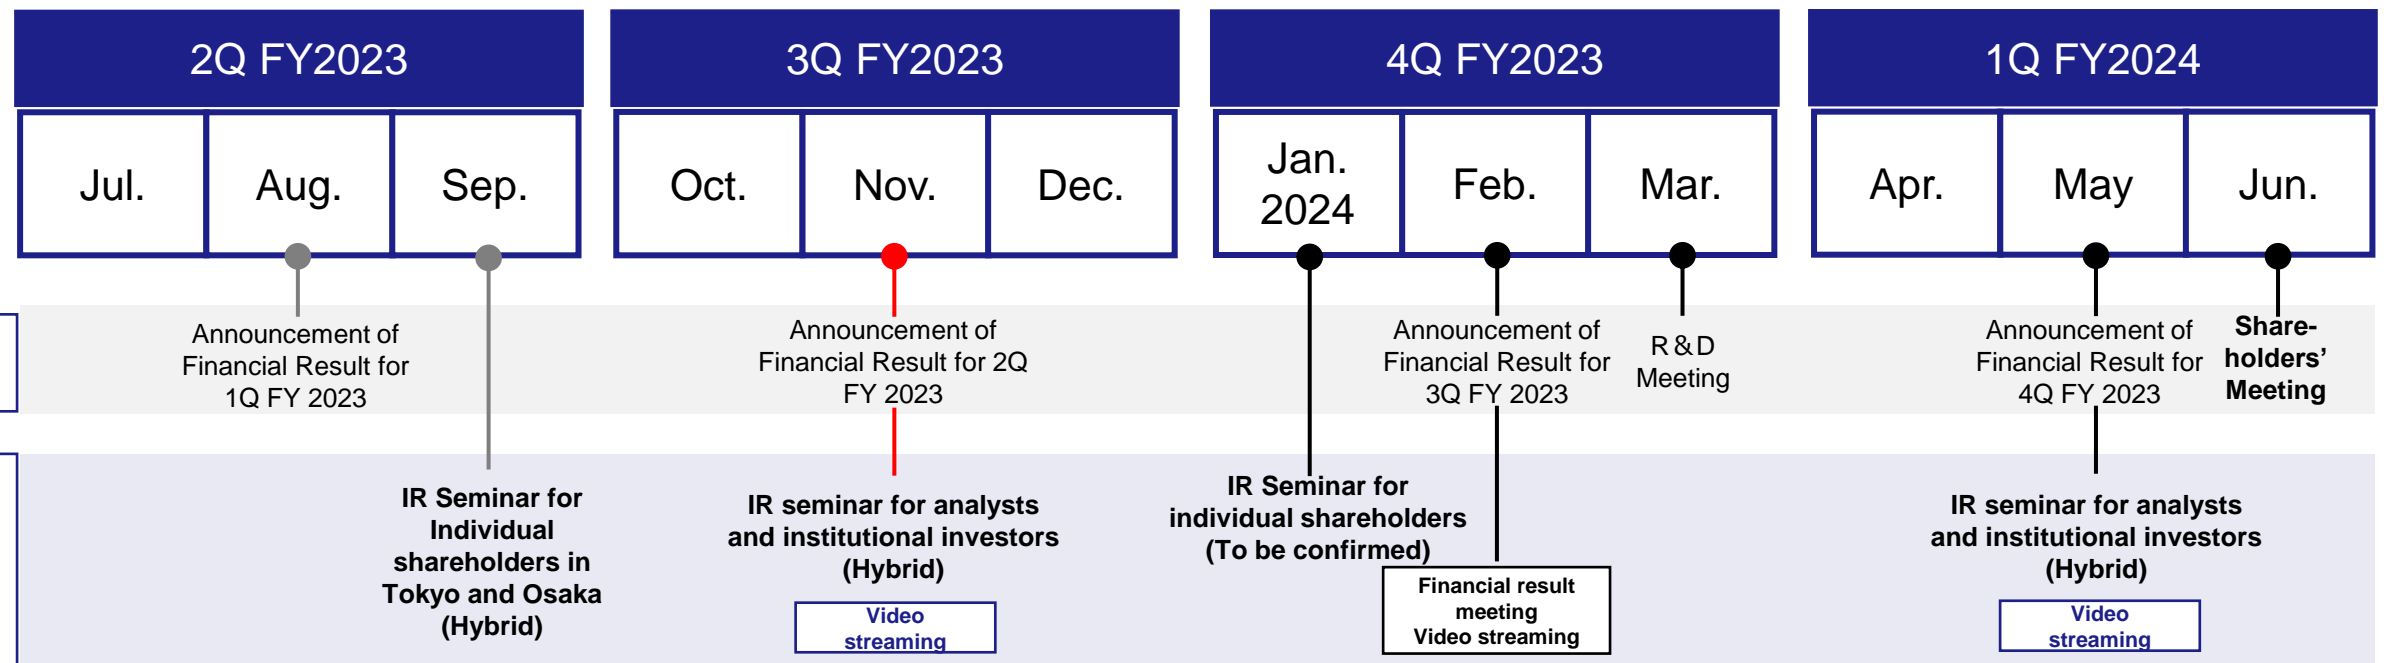 2Q FY2023
3Q FY2023
4Q FY2023
1Q FY2024
Jul.
Aug.
Sep.
Oct.
Nov.
Dec.
Jan.
2024
Feb.
Mar.
Apr.
May
Jun.
Announcement of
Financial Result for
1Q FY 2023
Announcement of
Financial Result for 2Q
FY 2023
Announcement of
Financial Result for
3Q FY 2023
R&D
Meeting
Announcement of
Financial Result for
4Q FY 2023
Share-
holders’
Meeting
IR Seminar for
Individual
shareholders in
Tokyo and Osaka
(Hybrid)
IR seminar for analysts
and institutional investors
(Hybrid)
Video
streaming
IR Seminar for
individual shareholders
(To be confirmed)
Financial result
meeting
Video streaming
IR seminar for analysts
and institutional investors
(Hybrid)
Video
streaming